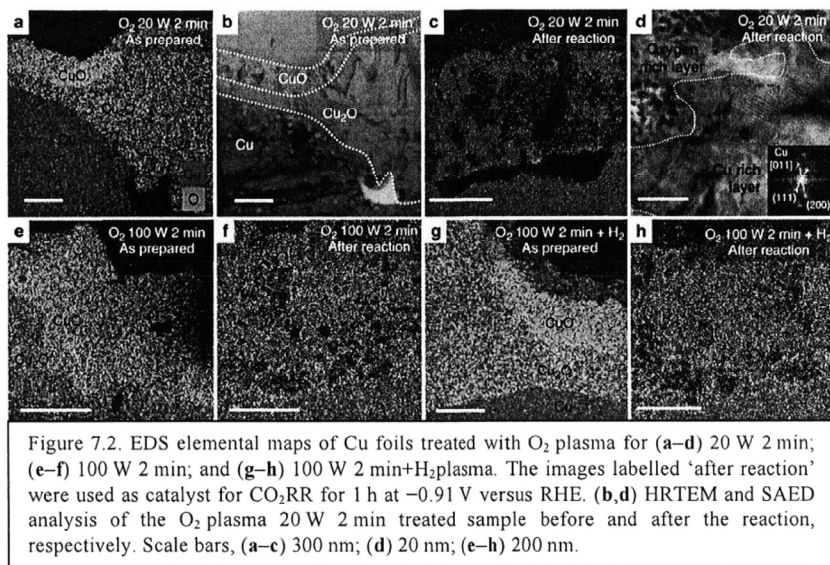 a O₂ 20 W 2 min
As prepared
CuO
Cu
O
b O₂ 20 W 2 min
As prepared
CuO
Cu₂O
Cu
c O₂ 20 W 2 min
After reaction
d O₂ 20 W 2 min
After reaction
Oxygen
rich layer
Cu rich
layer
Cu
[011]
(111)
(200)
e O₂ 100 W 2 min
As prepared
CuO
f O₂ 100 W 2 min
After reaction
g O₂ 100 W 2 min + H₂
As prepared
CuO
Cu₂O
Cu
h O₂ 100 W 2 min + H₂
After reaction
Figure 7.2. EDS elemental maps of Cu foils treated with O₂ plasma for (a–d) 20 W 2 min;
(e–f) 100 W 2 min; and (g–h) 100 W 2 min+H₂plasma. The images labelled ‘after reaction’
were used as catalyst for CO₂RR for 1 h at −0.91 V versus RHE. (b,d) HRTEM and SAED
analysis of the O₂ plasma 20 W 2 min treated sample before and after the reaction,
respectively. Scale bars, (a–c) 300 nm; (d) 20 nm; (e–h) 200 nm.